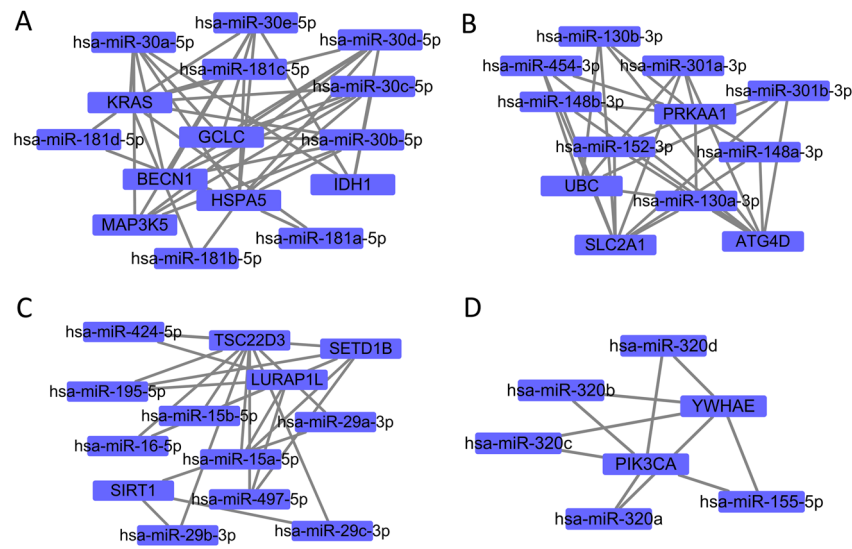 A
hsa-miR-30e-5p
hsa-miR-30a-5p
hsa-miR-30d-5p
hsa-miR-181c-5p
hsa-miR-30c-5p
KRAS
GCLC
hsa-miR-181d-5p
hsa-miR-30b-5p
BECN1
IDH1
HSPA5
MAP3K5
hsa-miR-181a-5p
hsa-miR-181b-5p
B
hsa-miR-130b-3p
hsa-miR-454-3p
hsa-miR-301a-3p
hsa-miR-301b-3p
hsa-miR-148b-3p
PRKAA1
hsa-miR-152-3p
hsa-miR-148a-3p
UBC
hsa-miR-130a-3p
SLC2A1
ATG4D
C
hsa-miR-424-5p
TSC22D3
SETD1B
LURAP1L
hsa-miR-195-5p
hsa-miR-15b-5p
hsa-miR-29a-3p
hsa-miR-16-5p
hsa-miR-15a-5p
SIRT1
hsa-miR-497-5p
hsa-miR-29b-3p
hsa-miR-29c-3p
D
hsa-miR-320d
hsa-miR-320b
YWHAE
hsa-miR-320c
PIK3CA
hsa-miR-155-5p
hsa-miR-320a